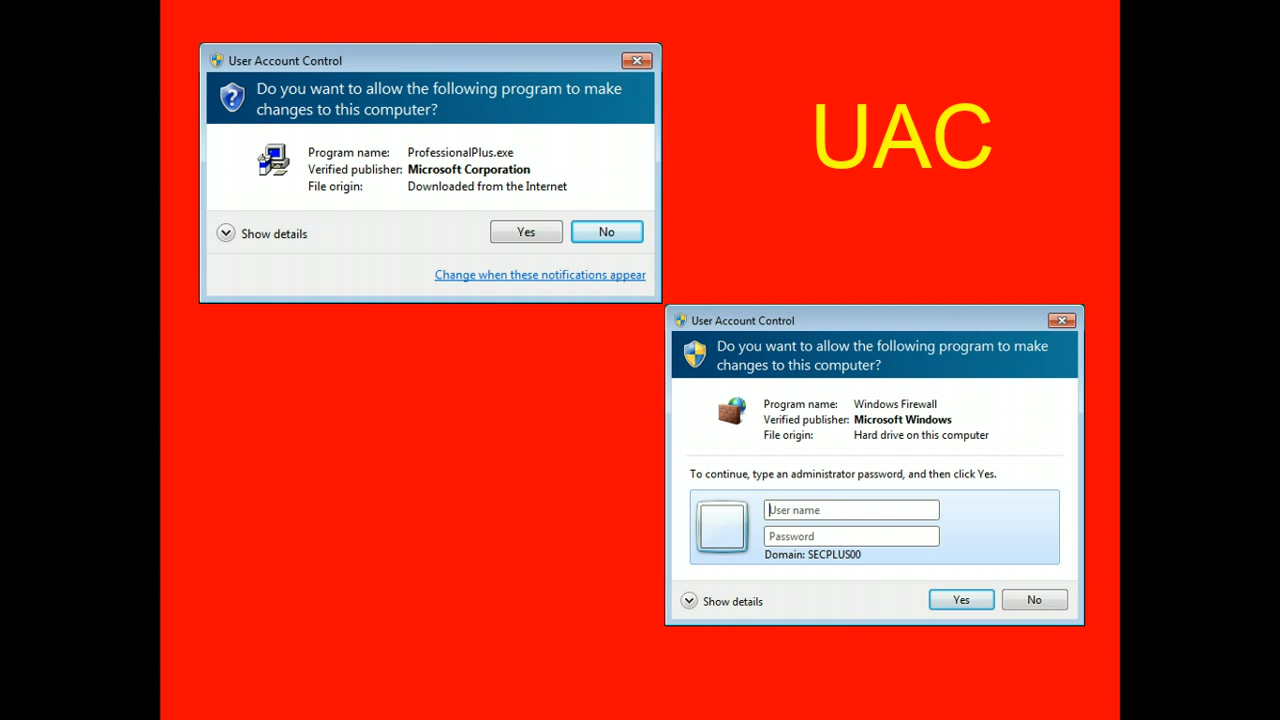 User Account Control
Do you want to allow the following program to make
changes to this computer?
Program name: ProfessionalPlus.exe
Verified publisher: Microsoft Corporation
File origin: Downloaded from the Internet
Show details
Yes
No
Change when these notifications appear
UAC
User Account Control
Do you want to allow the following program to make
changes to this computer?
Program name: Windows Firewall
Verified publisher: Microsoft Windows
File origin: Hard drive on this computer
To continue, type an administrator password, and then click Yes.
User name
Password
Domain: SECPLUS00
Show details
Yes
No